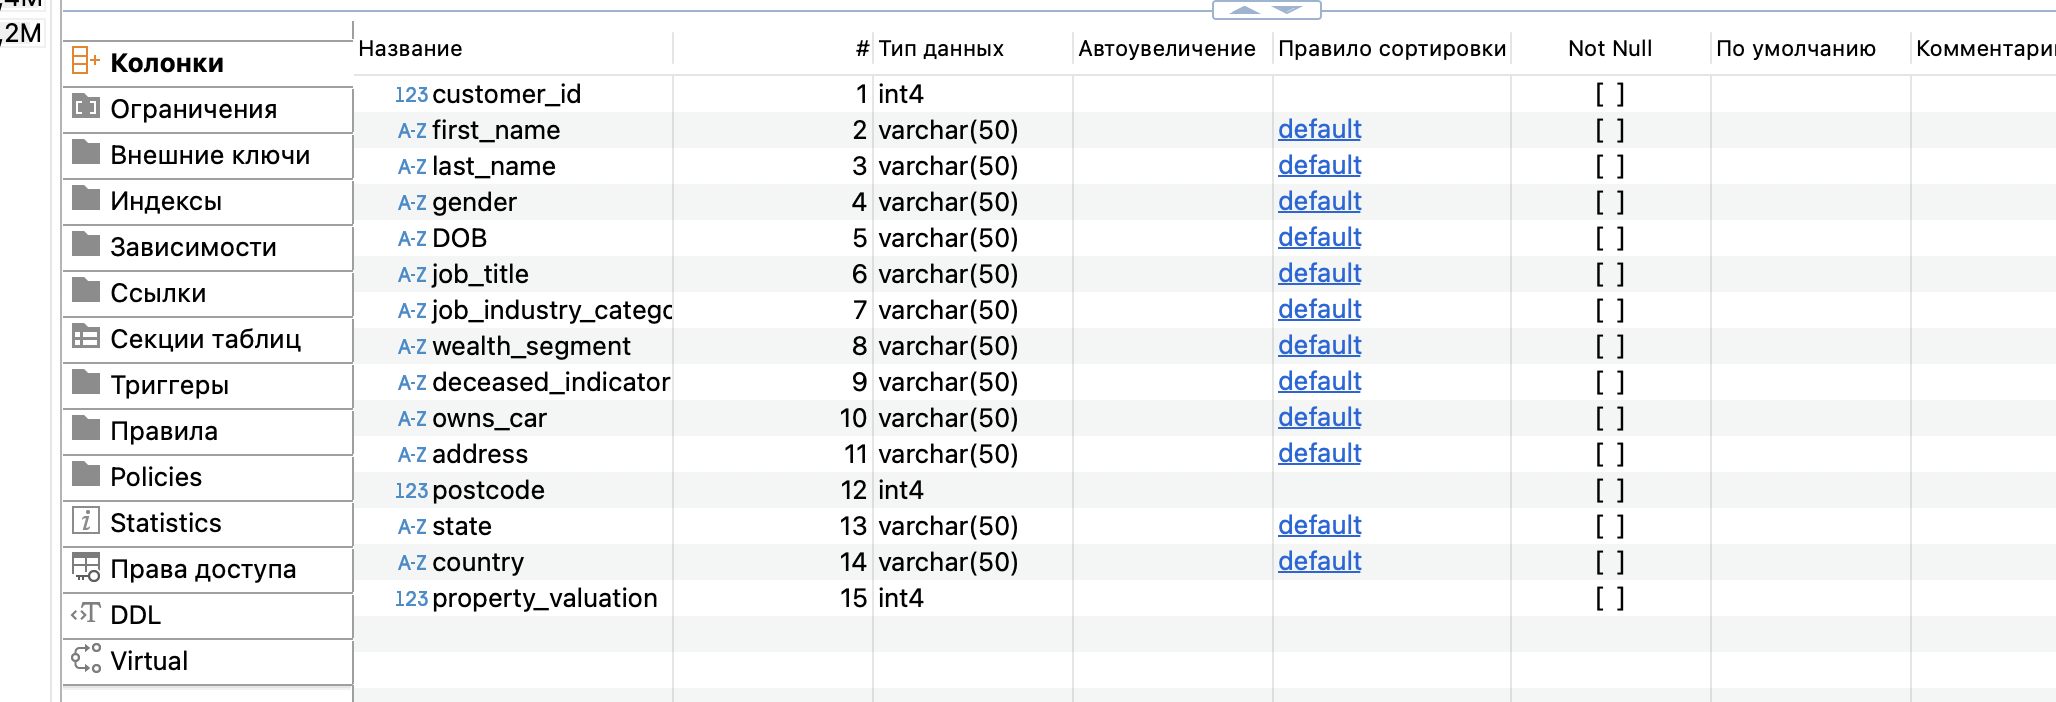 ,2M
Колонки
Ограничения
Внешние ключи
Индексы
Зависимости
Ссылки
Секции таблиц
Триггеры
Правила
Policies
Statistics
Права доступа
DDL
Virtual
Название # Тип данных Автоувеличение Правило сортировки Not Null По умолчанию Комментари
123 customer_id 1 int4 [ ]
A-Z first_name 2 varchar(50) default [ ]
A-Z last_name 3 varchar(50) default [ ]
A-Z gender 4 varchar(50) default [ ]
A-Z DOB 5 varchar(50) default [ ]
A-Z job_title 6 varchar(50) default [ ]
A-Z job_industry_catego 7 varchar(50) default [ ]
A-Z wealth_segment 8 varchar(50) default [ ]
A-Z deceased_indicator 9 varchar(50) default [ ]
A-Z owns_car 10 varchar(50) default [ ]
A-Z address 11 varchar(50) default [ ]
123 postcode 12 int4 [ ]
A-Z state 13 varchar(50) default [ ]
A-Z country 14 varchar(50) default [ ]
123 property_valuation 15 int4 [ ]